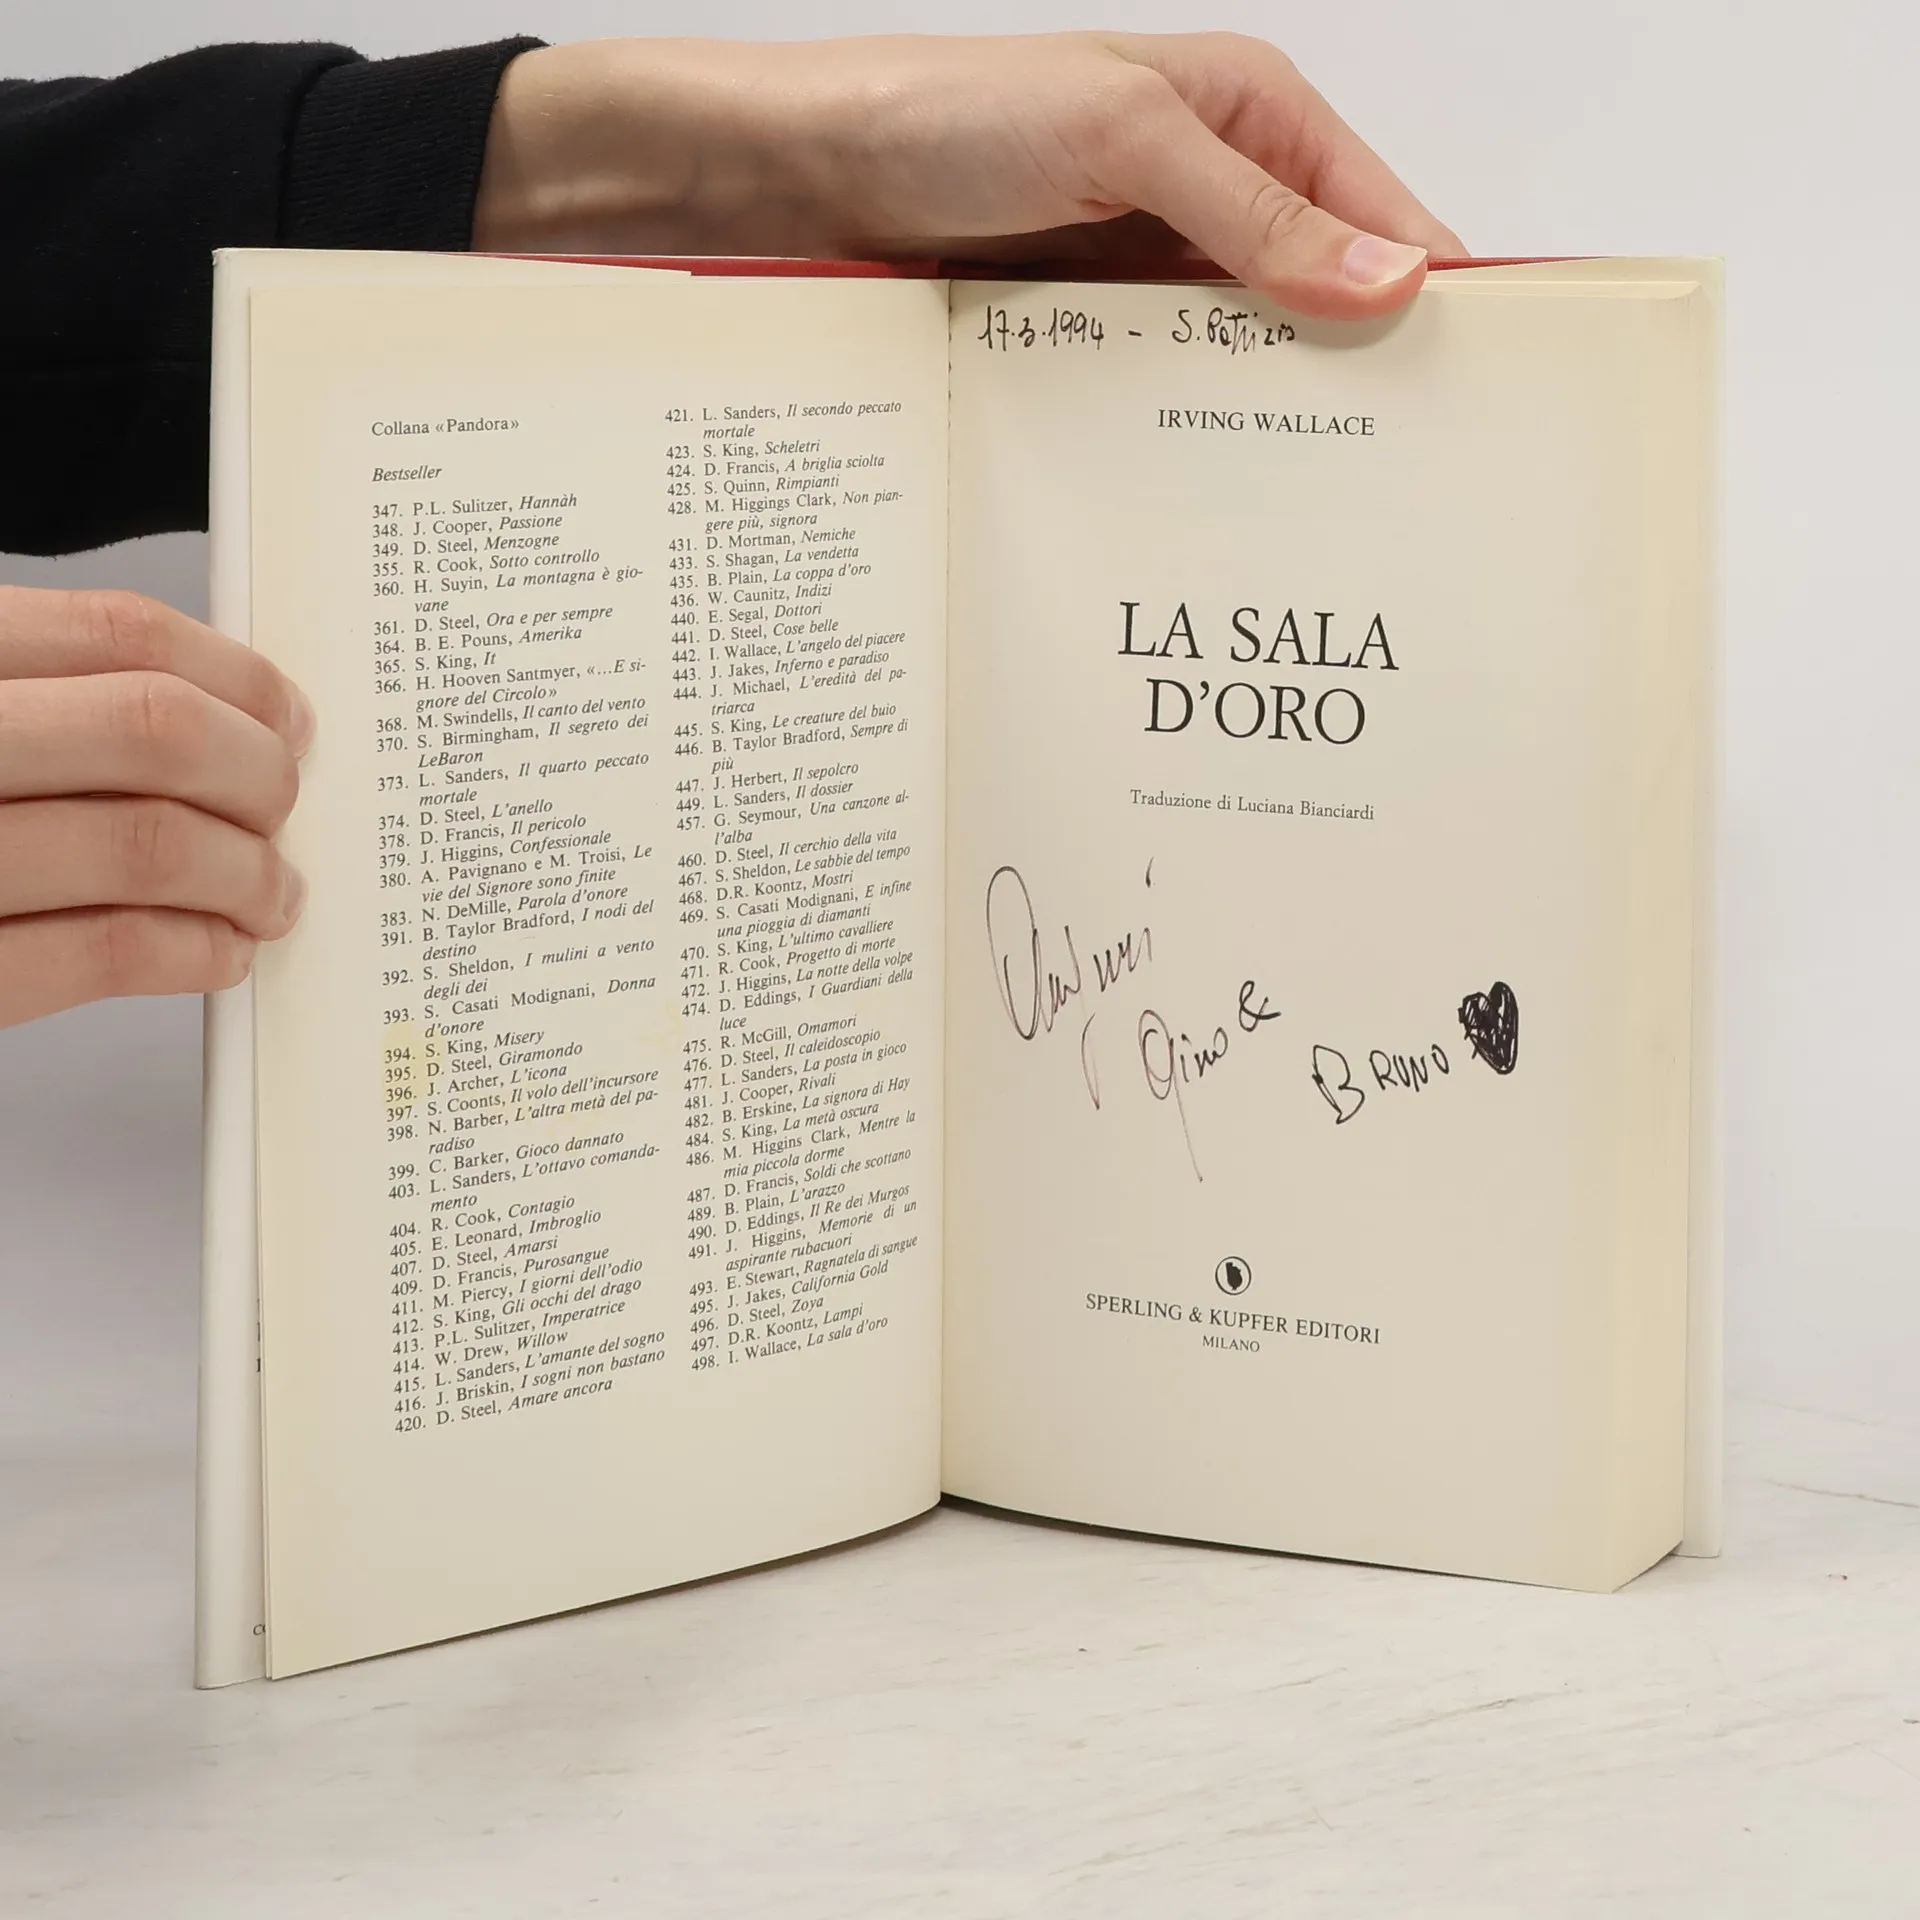 Collana «Pandora»
Bestseller
347. P.L. Sulitzer, Hannàh
348. J. Cooper, Passione
349. D. Steel, Menzogne
355. R. Cook, Sotto controllo
360. H. Suyin, La montagna è gio-
vane
361. D. Steel, Ora e per sempre
364. B. E. Pouns, Amerika
365. S. King, It
366. H. Hooven Santmyer, «...E si-
gnore del Circolo»
368. M. Swindells, Il canto del vento
370. S. Birmingham, Il segreto dei
LeBaron
373. L. Sanders, Il quarto peccato
mortale
374. D. Steel, L'anello
378. D. Francis, Il pericolo
379. J. Higgins, Confessionale
380. A. Pavignano e M. Troisi, Le
vie del Signore sono finite
383. N. DeMille, Parola d'onore
391. B. Taylor Bradford, I nodi del
destino
392. S. Sheldon, I mulini a vento
degli dei
393. S. Casati Modignani, Donna
d'onore
394. S. King, Misery
395. D. Steel, Giramondo
396. J. Archer, L'icona
397. S. Coonts, Il volo dell'incursore
398. N. Barber, L'altra metà del pa-
radiso
399. C. Barker, Gioco dannato
403. L. Sanders, L'ottavo comanda-
mento
404. R. Cook, Contagio
405. E. Leonard, Imbroglio
407. D. Steel, Amarsi
409. D. Francis, Purosangue
411. M. Piercy, I giorni dell'odio
412. S. King, Gli occhi del drago
413. P.L. Sulitzer, Imperatrice
414. W. Drew, Willow
415. L. Sanders, L'amante del sogno
416. J. Briskin, I sogni non bastano
420. D. Steel, Amare ancora
421. L. Sanders, Il secondo peccato
mortale
423. S. King, Scheletri
424. D. Francis, A briglia sciolta
425. S. Quinn, Rimpianti
428. M. Higgings Clark, Non pian-
gere più, signora
431. D. Mortman, Nemiche
433. S. Shagan, La vendetta
435. B. Plain, La coppa d'oro
436. W. Caunitz, Indizi
440. E. Segal, Dottori
441. D. Steel, Cose belle
442. I. Wallace, L'angelo del piacere
443. J. Jakes, Inferno e paradiso
444. J. Michael, L'eredità del pa-
triarca
445. S. King, Le creature del buio
446. B. Taylor Bradford, Sempre di
più
447. J. Herbert, Il sepolcro
449. L. Sanders, Il dossier
457. G. Seymour, Una canzone al-
l'alba
460. D. Steel, Il cerchio della vita
467. S. Sheldon, Le sabbie del tempo
468. D.R. Koontz, Mostri
469. S. Casati Modignani, E infine
una pioggia di diamanti
470. S. King, L'ultimo cavalliere
471. R. Cook, Progetto di morte
472. J. Higgins, La notte della volpe
474. D. Eddings, I Guardiani della
luce
475. R. McGill, Omamori
476. D. Steel, Il caleidoscopio
477. L. Sanders, La posta in gioco
481. J. Cooper, Rivali
482. B. Erskine, La signora di Hay
484. S. King, La metà oscura
486. M. Higgins Clark, Mentre la
mia piccola dorme
487. D. Francis, Soldi che scottano
489. B. Plain, L'arazzo
490. D. Eddings, Il Re dei Murgos
491. J. Higgins, Memorie di un
aspirante rubacuori
493. E. Stewart, Ragnatela di sangue
495. J. Jakes, California Gold
496. D. Steel, Zoya
497. D.R. Koontz, Lampi
498. I. Wallace, La sala d'oro
17.3.1994 - S. Patrizio
IRVING WALLACE
LA SALA
D'ORO
Traduzione di Luciana Bianciardi
Auguri
Gino &
BRUNO
SPERLING & KUPFER EDITORI
MILANO